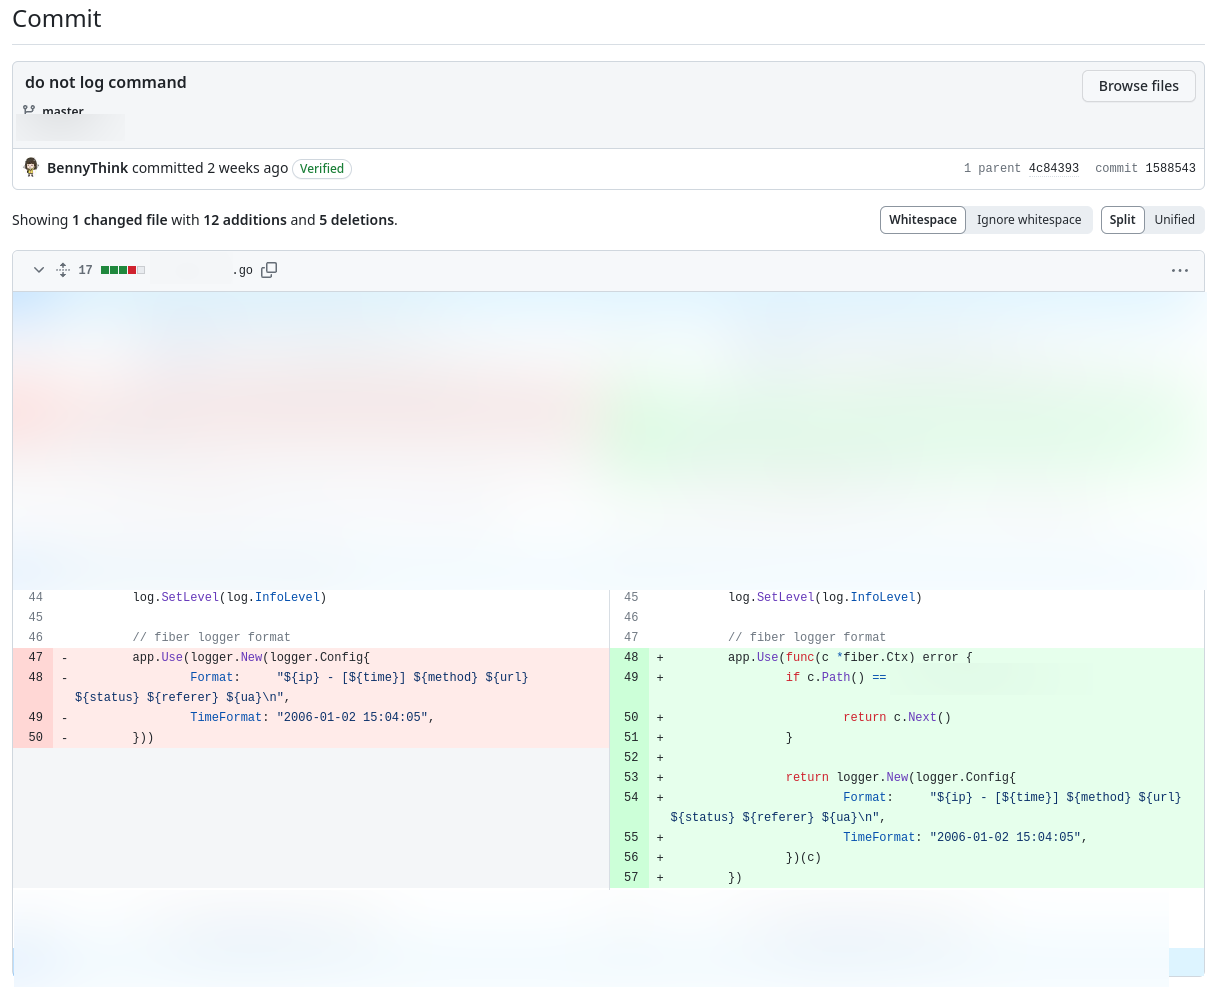 Commit
do not log command
Browse files
master
BennyThink committed 2 weeks ago Verified
1 parent 4c84393 commit 1588543
Showing 1 changed file with 12 additions and 5 deletions.
Whitespace Ignore whitespace Split Unified
17 .go
44 log.SetLevel(log.InfoLevel)
45
46 // fiber logger format
47 - app.Use(logger.New(logger.Config{
48 - Format: "${ip} - [${time}] ${method} ${url}
${status} ${referer} ${ua}\n",
49 - TimeFormat: "2006-01-02 15:04:05",
50 - }))
45 log.SetLevel(log.InfoLevel)
46
47 // fiber logger format
48 + app.Use(func(c *fiber.Ctx) error {
49 + if c.Path() ==
50 + return c.Next()
51 + }
52 +
53 + return logger.New(logger.Config{
54 + Format: "${ip} - [${time}] ${method} ${url}
${status} ${referer} ${ua}\n",
55 + TimeFormat: "2006-01-02 15:04:05",
56 + })(c)
57 + })